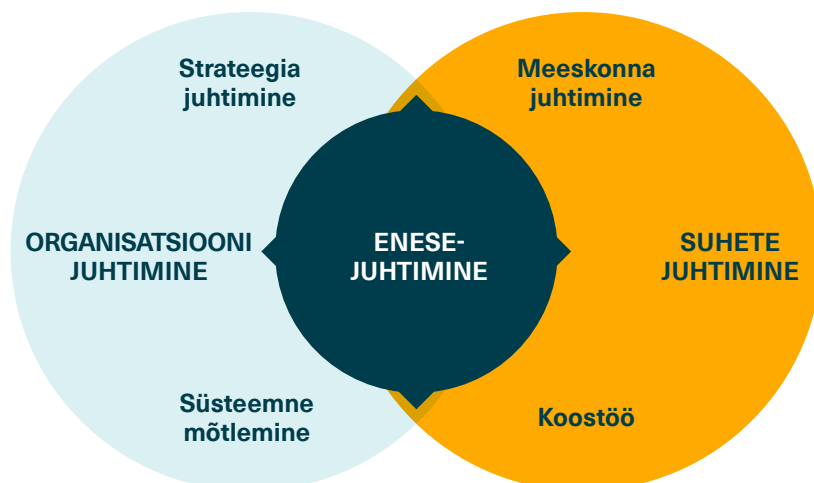 Strateegia
juhtimine
Meeskonna
juhtimine
ORGANISATSIOONI
JUHTIMINE
ENESE-
JUHTIMINE
SUHETE
JUHTIMINE
Süsteemne
mõtlemine
Koostöö